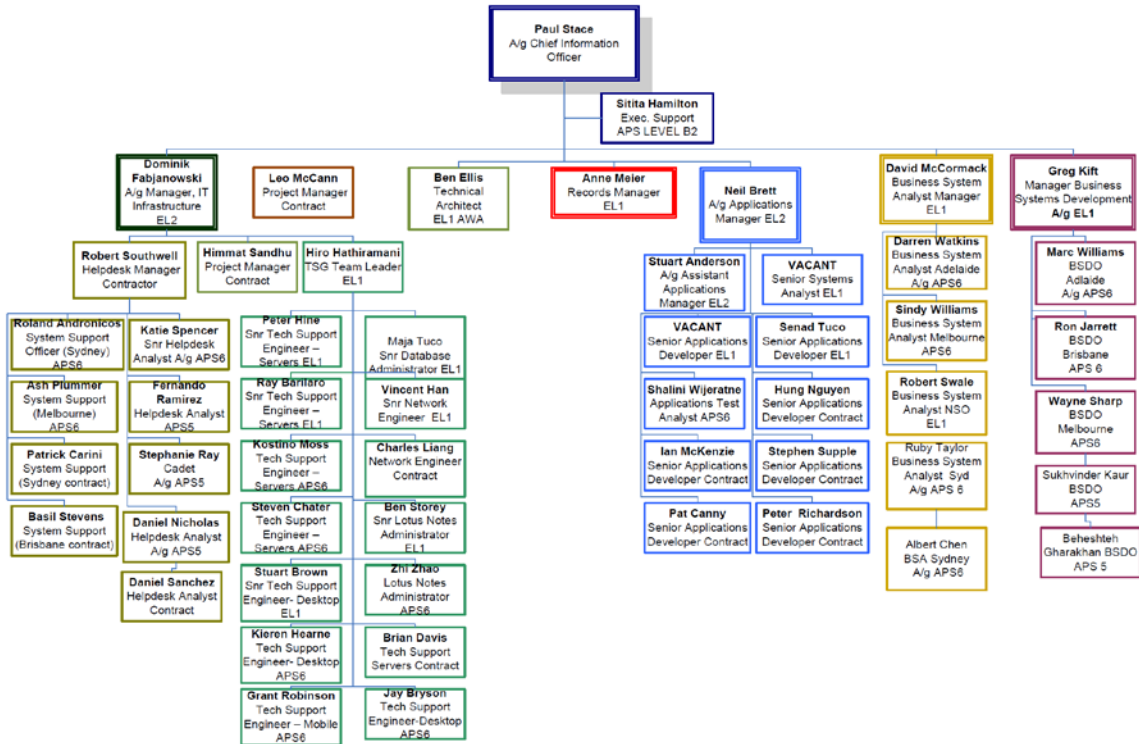 Paul Stace
A/g Chief Information
Officer
Sitita Hamilton
Exec. Support
APS LEVEL B2
Dominik
Fabjanowski
A/g Manager, IT
Infrastructure
EL2
Leo McCann
Project Manager
Contract
Ben Ellis
Technical
Architect
EL1 AWA
Anne Meier
Records Manager
EL1
Neil Brett
A/g Applications
Manager EL2
David McCormack
Business System
Analyst Manager
EL1
Greg Kift
Manager Business
Systems Development
A/g EL1
Robert Southwell
Helpdesk Manager
Contractor
Himmat Sandhu
Project Manager
Contract
Hiro Hathiramani
TSG Team Leader
EL1
Roland Andronicos
System Support
Officer (Sydney)
APS6
Ash Plummer
System Support
(Melbourne)
APS6
Patrick Carini
System Support
(Sydney contract)
Basil Stevens
System Support
(Brisbane contract)
Katie Spencer
Snr Helpdesk
Analyst A/g APS6
Fernando
Ramirez
Helpdesk Analyst
APS5
Stephanie Ray
Cadet
A/g APS5
Daniel Nicholas
Helpdesk Analyst
A/g APS5
Daniel Sanchez
Helpdesk Analyst
Contract
Peter Hine
Snr Tech Support
Engineer –
Servers EL1
Ray Barilaro
Snr Tech Support
Engineer –
Servers EL1
Kostino Moss
Tech Support
Engineer –
Servers APS6
Steven Chater
Tech Support
Engineer –
Servers APS6
Stuart Brown
Snr Tech Support
Engineer- Desktop
EL1
Kieren Hearne
Tech Support
Engineer- Desktop
APS6
Grant Robinson
Tech Support
Engineer – Mobile
APS6
Maja Tuco
Snr Database
Administrator EL1
Vincent Han
Snr Network
Engineer EL1
Charles Liang
Network Engineer
Contract
Ben Storey
Snr Lotus Notes
Administrator
EL1
Zhi Zhao
Lotus Notes
Administrator
APS6
Brian Davis
Tech Support
Servers Contract
Jay Bryson
Tech Support
Engineer-Desktop
APS6
Stuart Anderson
A/g Assistant
Applications
Manager EL2
VACANT
Senior Systems
Analyst EL1
VACANT
Senior Applications
Developer EL1
Shalini Wijeratne
Applications Test
Analyst APS6
Ian McKenzie
Senior Applications
Developer Contract
Pat Canny
Senior Applications
Developer Contract
Senad Tuco
Senior Applications
Developer EL1
Hung Nguyen
Senior Applications
Developer Contract
Stephen Supple
Senior Applications
Developer Contract
Peter Richardson
Senior Applications
Developer Contract
Darren Watkins
Business System
Analyst Adelaide
A/g APS6
Sindy Williams
Business System
Analyst Melbourne
APS6
Robert Swale
Business System
Analyst NSO
EL1
Ruby Taylor
Business System
Analyst Syd
A/g APS 6
Albert Chen
BSA Sydney
A/g APS6
Marc Williams
BSDO
Adlaide
A/g APS6
Ron Jarrett
BSDO
Brisbane
APS 6
Wayne Sharp
BSDO
Melbourne
APS6
Sukhvinder Kaur
BSDO
APS5
Beheshteh
Gharakhan BSDO
APS 5